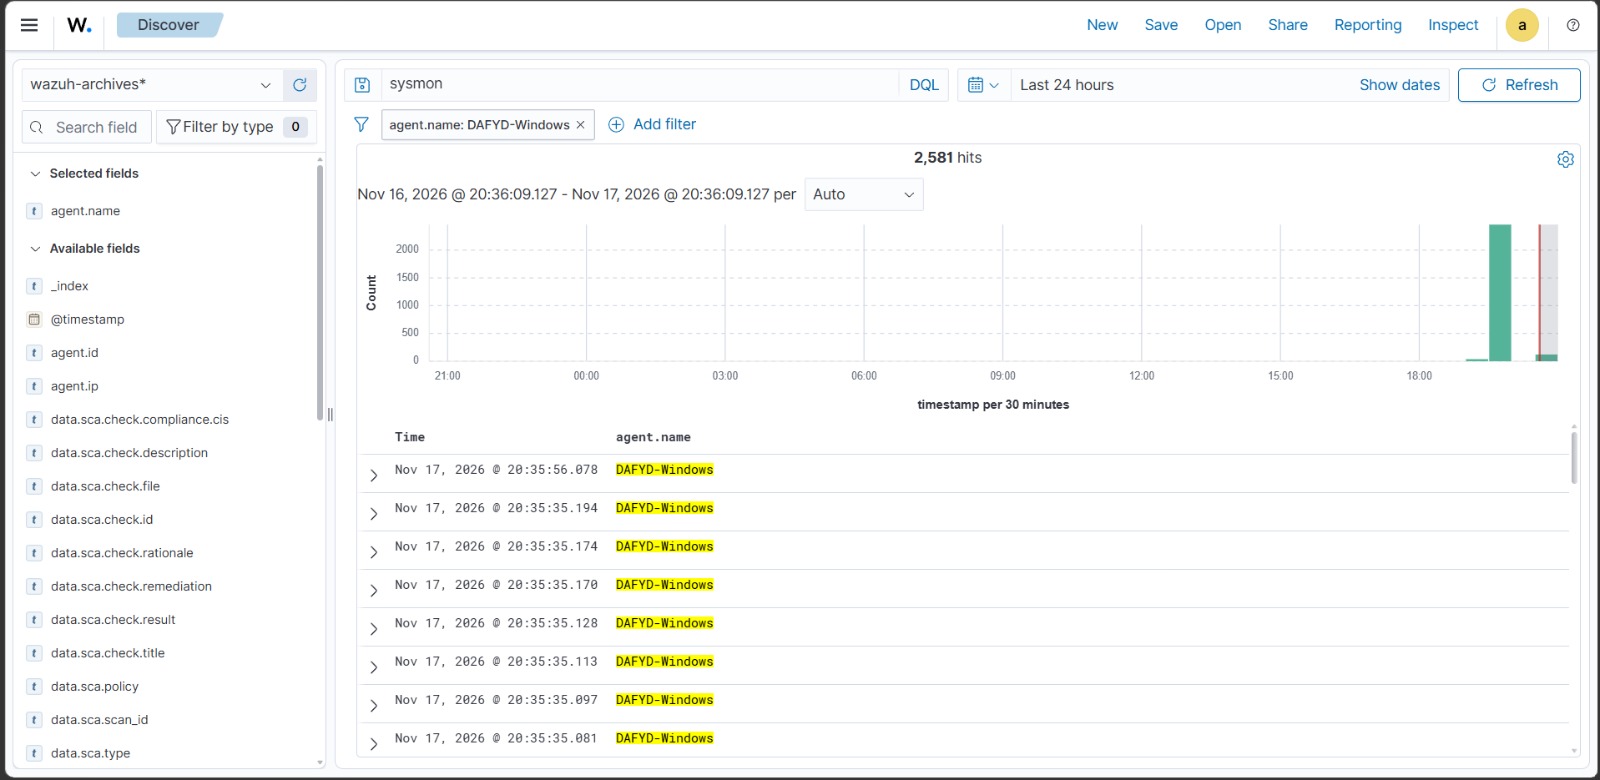 W.
Discover
New Save Open Share Reporting Inspect a
wazuh-archives*
sysmon
DQL
Last 24 hours
Show dates
Refresh
Search field
Filter by type 0
agent.name: DAFYD-Windows ×
Add filter
Selected fields
t agent.name
Available fields
t _index
@timestamp
t agent.id
t agent.ip
t data.sca.check.compliance.cis
t data.sca.check.description
t data.sca.check.file
t data.sca.check.id
t data.sca.check.rationale
t data.sca.check.remediation
t data.sca.check.result
t data.sca.check.title
t data.sca.policy
t data.sca.scan_id
t data.sca.type
2,581 hits
Nov 16, 2026 @ 20:36:09.127 - Nov 17, 2026 @ 20:36:09.127 per Auto
Count
2000
1500
1000
500
0
21:00 00:00 03:00 06:00 09:00 12:00 15:00 18:00
timestamp per 30 minutes
Time agent.name
Nov 17, 2026 @ 20:35:56.078 DAFYD-Windows
Nov 17, 2026 @ 20:35:35.194 DAFYD-Windows
Nov 17, 2026 @ 20:35:35.174 DAFYD-Windows
Nov 17, 2026 @ 20:35:35.170 DAFYD-Windows
Nov 17, 2026 @ 20:35:35.128 DAFYD-Windows
Nov 17, 2026 @ 20:35:35.113 DAFYD-Windows
Nov 17, 2026 @ 20:35:35.097 DAFYD-Windows
Nov 17, 2026 @ 20:35:35.081 DAFYD-Windows